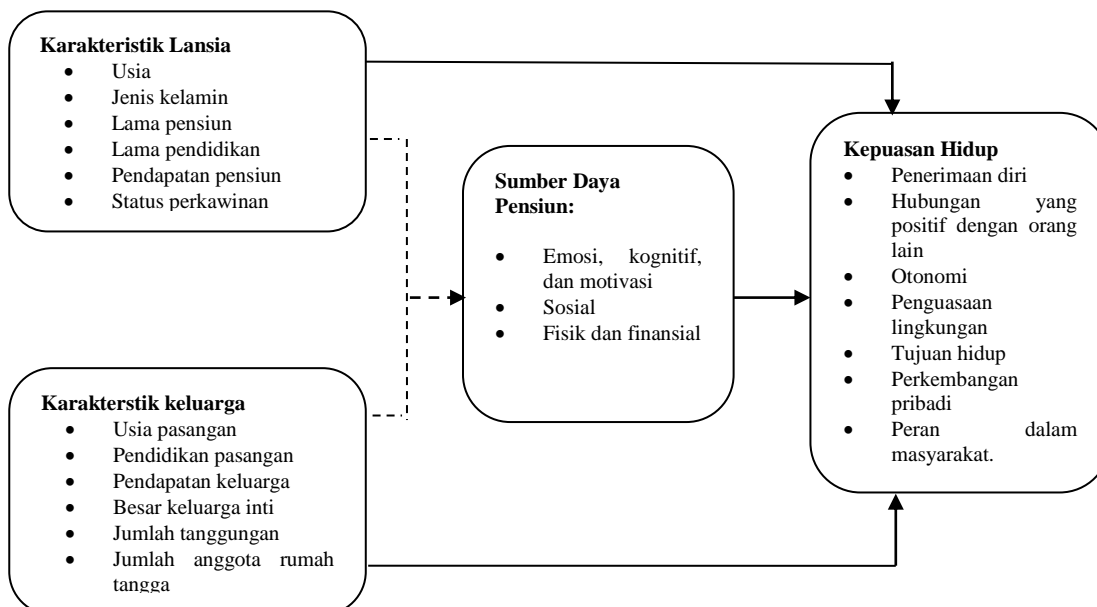 Karakteristik Lansia
• Usia
• Jenis kelamin
• Lama pensiun
• Lama pendidikan
• Pendapatan pensiun
• Status perkawinan
Karakterstik keluarga
• Usia pasangan
• Pendidikan pasangan
• Pendapatan keluarga
• Besar keluarga inti
• Jumlah tanggungan
• Jumlah anggota rumah
tangga
Sumber Daya
Pensiun:
• Emosi, kognitif,
dan motivasi
• Sosial
• Fisik dan finansial
Kepuasan Hidup
• Penerimaan diri
• Hubungan yang
positif dengan orang
lain
• Otonomi
• Penguasaan
lingkungan
• Tujuan hidup
• Perkembangan
pribadi
• Peran dalam
masyarakat.